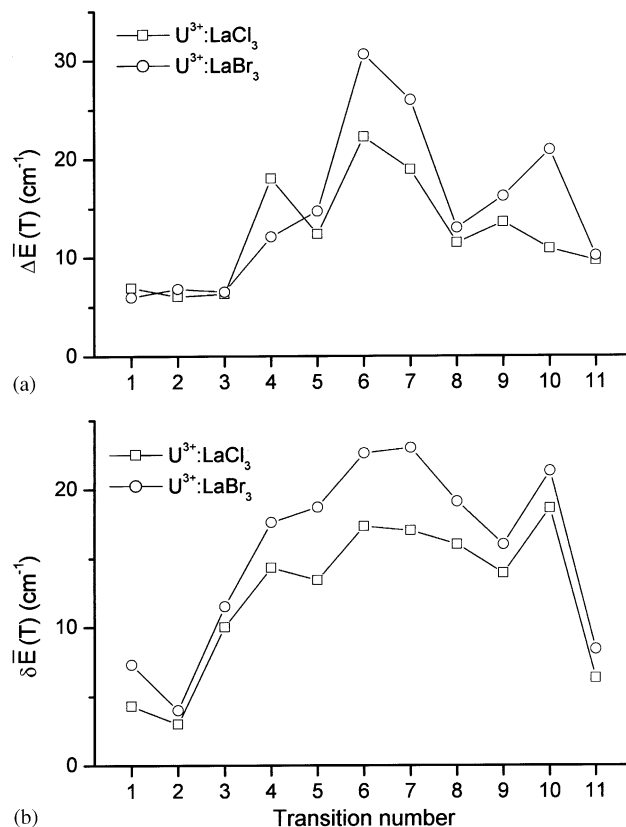 U³⁺:LaCl₃
U³⁺:LaBr₃
30
20
10
0
ΔE̅(T) (cm⁻¹)
1 2 3 4 5 6 7 8 9 10 11
(a)
U³⁺:LaCl₃
U³⁺:LaBr₃
20
10
0
δE̅(T) (cm⁻¹)
1 2 3 4 5 6 7 8 9 10 11
(b)
Transition number